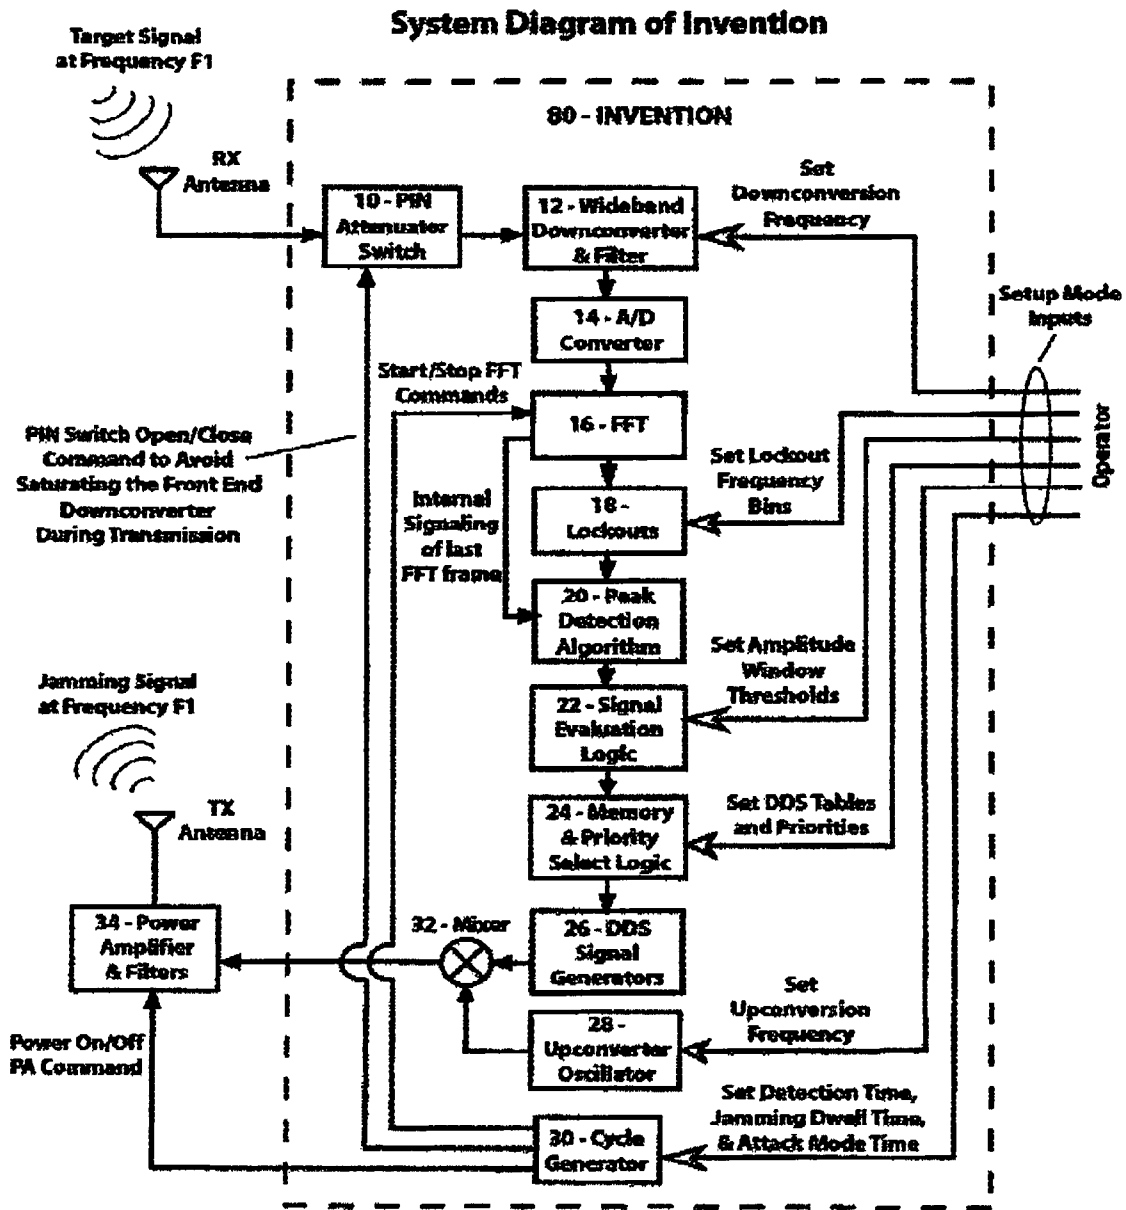 System Diagram of Invention
Target Signal
at Frequency F1
80 - INVENTION
RX
Antenna
10 - PIN
Attenuator
Switch
12 - Wideband
Downconverter
& Filter
Set
Downconversion
Frequency
Setup Mode
Inputs
14 - A/D
Converter
Start/Stop FFT
Commands
16 - FFT
Operator
PIN Switch Open/Close
Command to Avoid
Saturating the Front End
Downconverter
During Transmission
Set Lockout
Frequency
Bins
Internal
Signaling
of last
FFT frame
18 -
Lockouts
20 - Peak
Detection
Algorithm
Set Amplitude
Window
Thresholds
Jamming Signal
at Frequency F1
22 - Signal
Evaluation
Logic
TX
Antenna
24 - Memory
& Priority
Select Logic
Set DDS Tables
and Priorities
34 - Power
Amplifier
& Filters
32 - Mixer
26 - DDS
Signal
Generators
Set
Upconversion
Frequency
28 -
Upconverter
Oscillator
Power On/Off
PA Command
Set Detection Time,
Jamming Dwell Time,
& Attack Mode Time
30 - Cycle
Generator